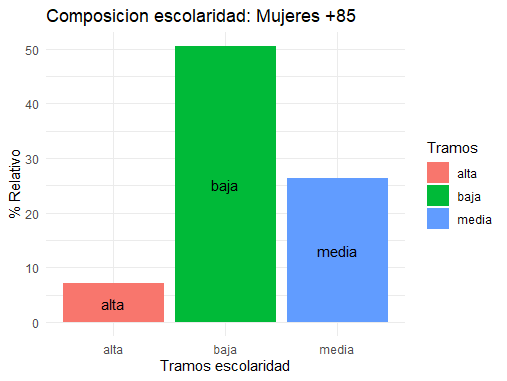 Composicion escolaridad: Mujeres +85
% Relativo
50
40
30
20
10
0
alta
baja
media
alta
baja
media
Tramos escolaridad
Tramos
alta
baja
media